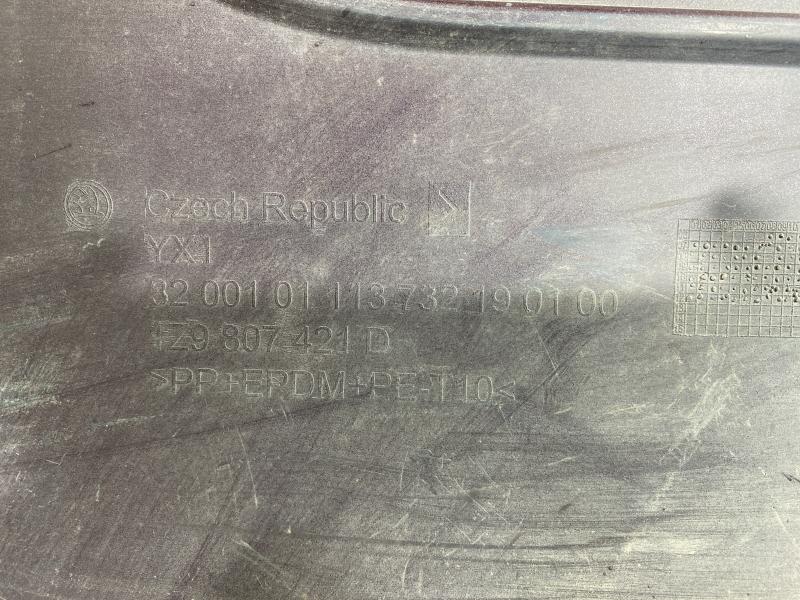 Czech Republic
YX1
32 001 01 113 732 19 01 00
1Z9 807 421 D
>PP+EPDM+PE-T10<